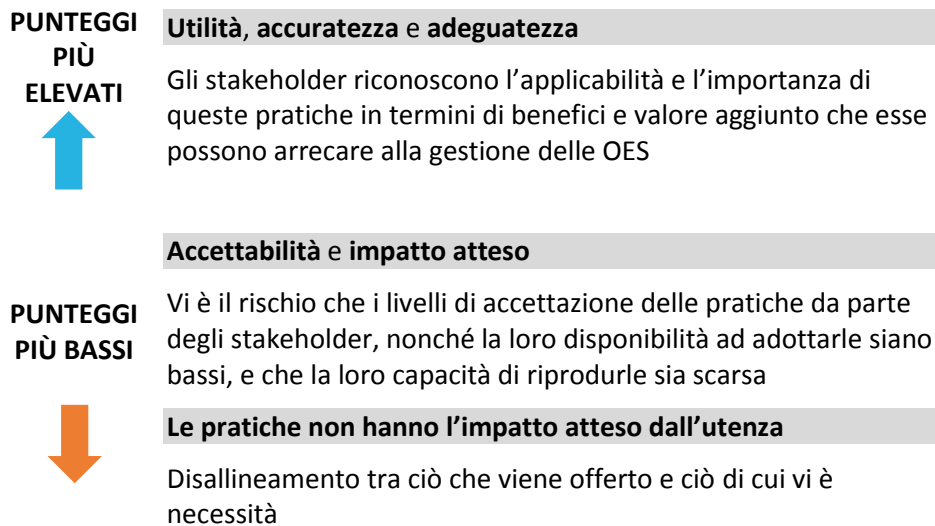 PUNTEGGI
PIÙ
ELEVATI
Utilità, accuratezza e adeguatezza
Gli stakeholder riconoscono l’applicabilità e l’importanza di
queste pratiche in termini di benefici e valore aggiunto che esse
possono arrecare alla gestione delle OES
PUNTEGGI
PIÙ BASSI
Accettabilità e impatto atteso
Vi è il rischio che i livelli di accettazione delle pratiche da parte
degli stakeholder, nonché la loro disponibilità ad adottarle siano
bassi, e che la loro capacità di riprodurle sia scarsa
Le pratiche non hanno l’impatto atteso dall’utenza
Disallineamento tra ciò che viene offerto e ciò di cui vi è
necessità